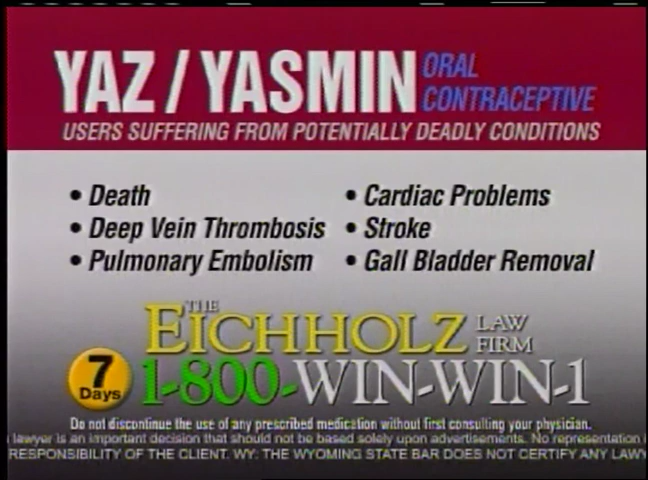 YAZ / YASMIN ORAL CONTRACEPTIVE
USERS SUFFERING FROM POTENTIALLY DEADLY CONDITIONS
• Death
• Deep Vein Thrombosis
• Pulmonary Embolism
• Cardiac Problems
• Stroke
• Gall Bladder Removal
THE EICHHOLZ LAW FIRM
7 Days
1-800-WIN-WIN-1
Do not discontinue the use of any prescribed medication without first consulting your physician.
lawyer is an important decision that should not be based solely upon advertisements. No representation
RESPONSIBILITY OF THE CLIENT. WY: THE WYOMING STATE BAR DOES NOT CERTIFY ANY LAWY